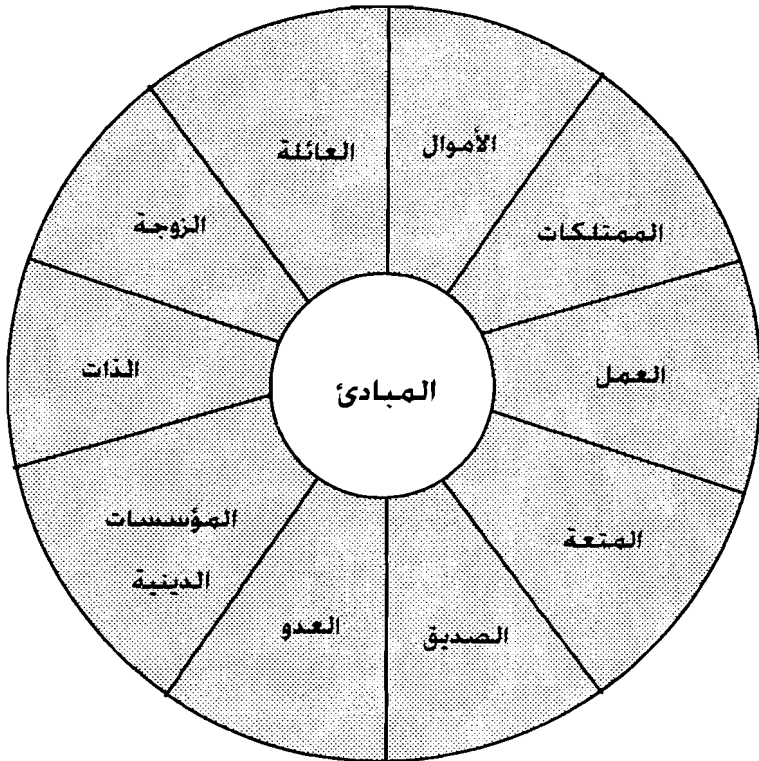 العائلة
الأموال
الزوجة
الممتلكات
الذات
المبادئ
العمل
المؤسسات
الدينية
المتعة
العدو
الصديق